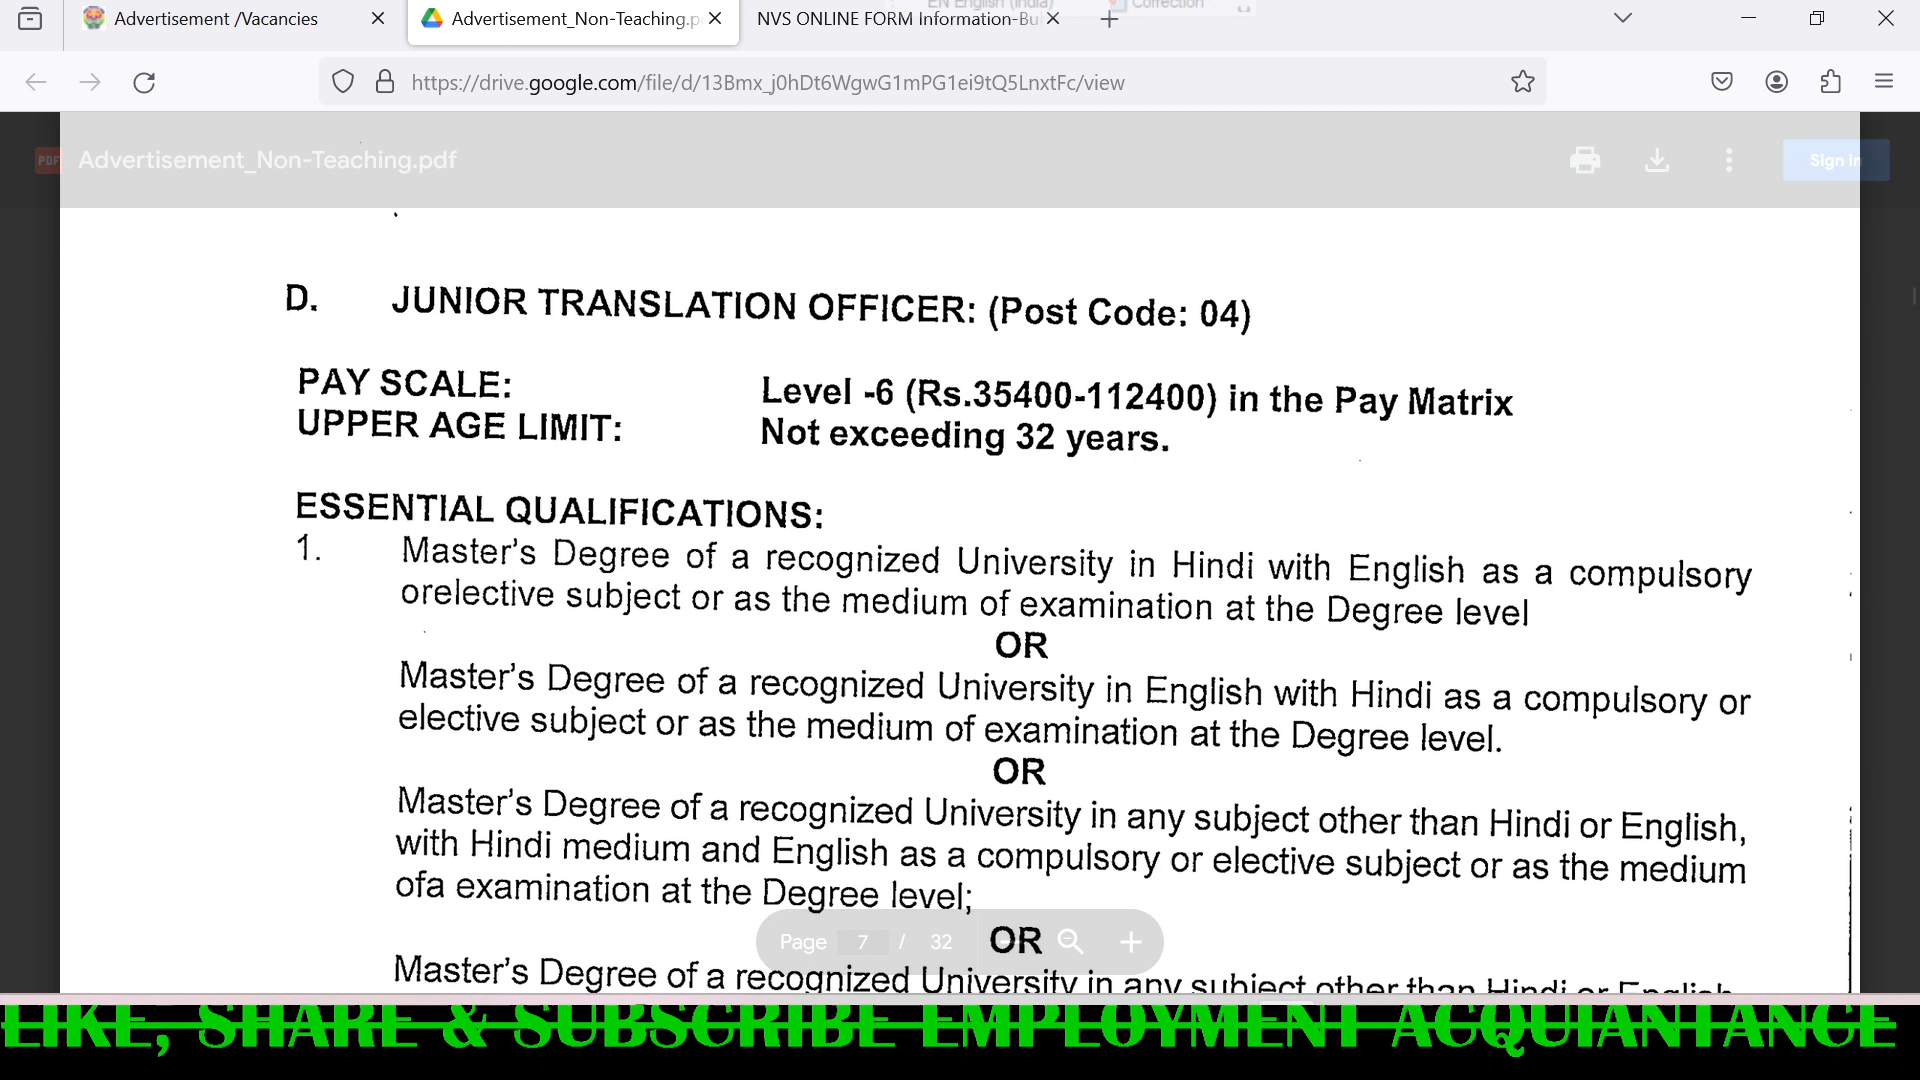 Advertisement /Vacancies
Advertisement_Non-Teaching.p
NVS ONLINE FORM Information-Bu
EN English (India)
Correction
https://drive.google.com/file/d/13Bmx_j0hDt6WgwG1mPG1ei9tQ5LnxtFc/view
PDF
Advertisement_Non-Teaching.pdf
Sign in
D. JUNIOR TRANSLATION OFFICER: (Post Code: 04)
PAY SCALE: Level -6 (Rs.35400-112400) in the Pay Matrix
UPPER AGE LIMIT: Not exceeding 32 years.
ESSENTIAL QUALIFICATIONS:
1. Master's Degree of a recognized University in Hindi with English as a compulsory
orelective subject or as the medium of examination at the Degree level
OR
Master's Degree of a recognized University in English with Hindi as a compulsory or
elective subject or as the medium of examination at the Degree level.
OR
Master's Degree of a recognized University in any subject other than Hindi or English,
with Hindi medium and English as a compulsory or elective subject or as the medium
ofa examination at the Degree level;
OR
Page 7 / 32
Master's Degree of a recognized University in any subject other than Hindi or English
LIKE, SHARE & SUBSCRIBE EMPLOYMENT ACQUIANTANCE